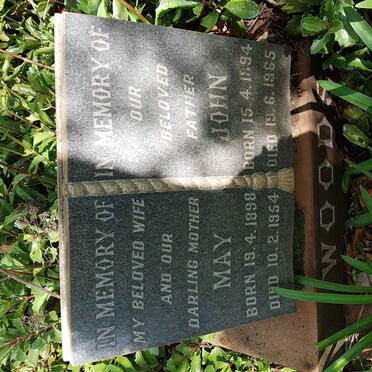 IN MEMORY OF
MY BELOVED WIFE
AND OUR
DARLING MOTHER
MAY
BORN 19. 4. 1898
DIED 10. 2. 1954
IN MEMORY OF
OUR
BELOVED
FATHER
JOHN
BORN 15. 4. 1894
DIED 19. 6. 1965
WOOD